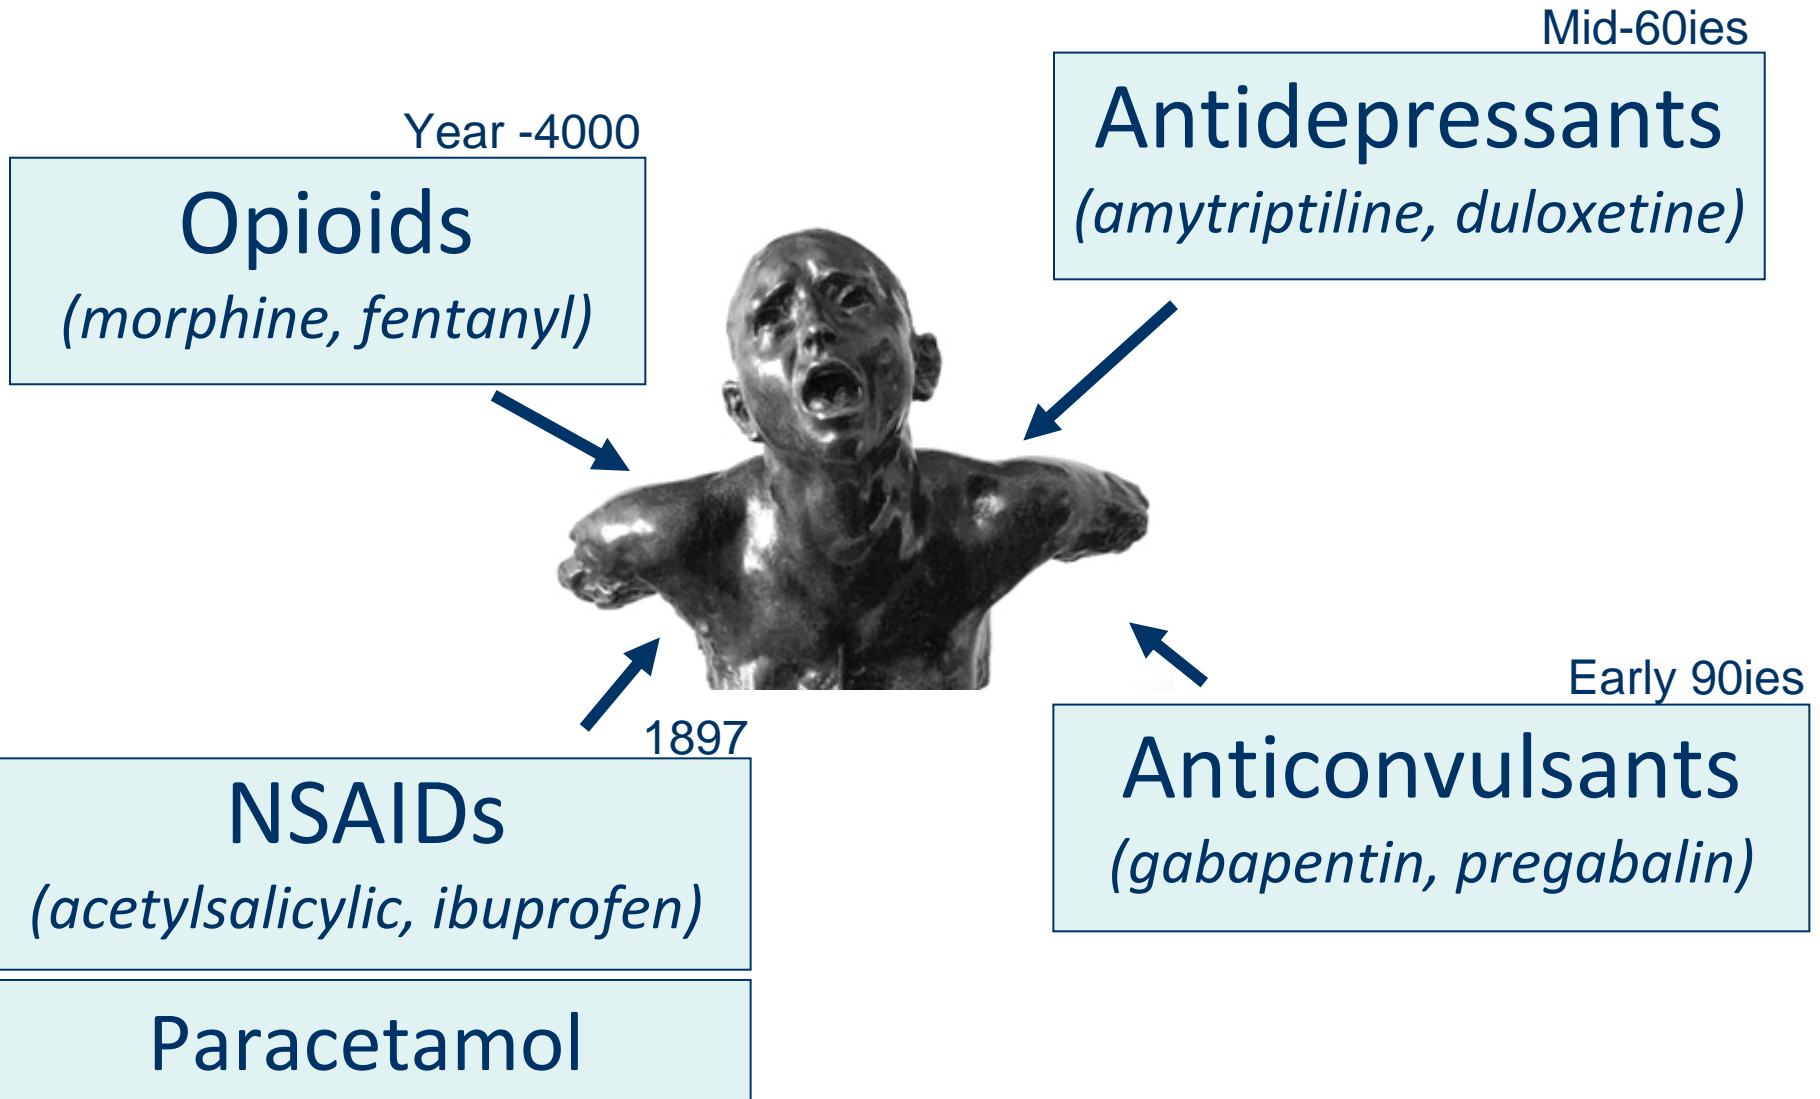 Mid-60ies
Antidepressants
(amytriptiline, duloxetine)
Year -4000
Opioids
(morphine, fentanyl)
1897
NSAIDs
(acetylsalicylic, ibuprofen)
Paracetamol
Early 90ies
Anticonvulsants
(gabapentin, pregabalin)